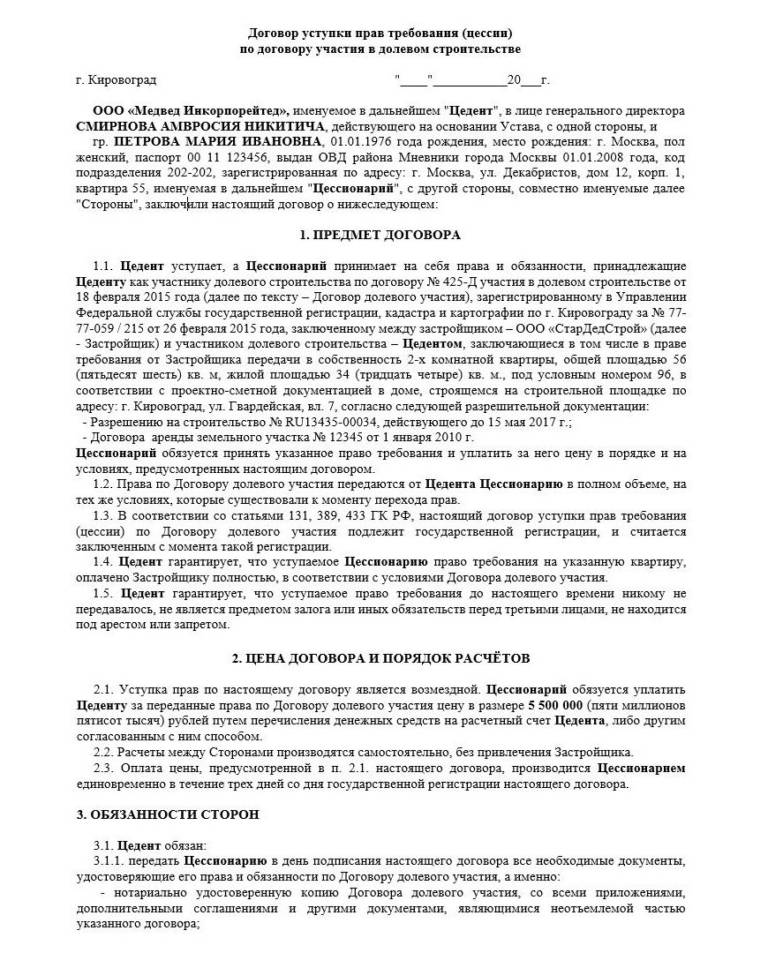 Договор уступки прав требования (цессии)
по договору участия в долевом строительстве
г. Кировоград "____"____________20___г.
ООО «Медвед Инкорпорейтед», именуемое в дальнейшем "Цедент", в лице генерального директора
СМИРНОВА АМВРОСИЯ НИКИТИЧА, действующего на основании Устава, с одной стороны, и
гр. ПЕТРОВА МАРИЯ ИВАНОВНА, 01.01.1976 года рождения, место рождения: г. Москва, пол
женский, паспорт 00 11 123456, выдан ОВД района Мневники города Москвы 01.01.2008 года, код
подразделения 202-202, зарегистрированная по адресу: г. Москва, ул. Декабристов, дом 12, корп. 1,
квартира 55, именуемая в дальнейшем "Цессионарий", с другой стороны, совместно именуемые далее
"Стороны", заключили настоящий договор о нижеследующем:
1. ПРЕДМЕТ ДОГОВОРА
1.1. Цедент уступает, а Цессионарий принимает на себя права и обязанности, принадлежащие
Цеденту как участнику долевого строительства по договору № 425-Д участия в долевом строительстве от
18 февраля 2015 года (далее по тексту – Договор долевого участия), зарегистрированному в Управлении
Федеральной службы государственной регистрации, кадастра и картографии по г. Кировограду за № 77-
77-059 / 215 от 26 февраля 2015 года, заключенному между застройщиком – ООО «СтарДедСтрой» (далее
- Застройщик) и участником долевого строительства – Цедентом, заключающиеся в том числе в праве
требования от Застройщика передачи в собственность 2-х комнатной квартиры, общей площадью 56
(пятьдесят шесть) кв. м, жилой площадью 34 (тридцать четыре) кв. м., под условным номером 96, в
соответствии с проектно-сметной документацией в доме, строящемся на строительной площадке по
адресу: г. Кировоград, ул. Гвардейская, вл. 7, согласно следующей разрешительной документации:
- Разрешению на строительство № RU13435-00034, действующего до 15 мая 2017 г.;
- Договора аренды земельного участка № 12345 от 1 января 2010 г.
Цессионарий обязуется принять указанное право требования и уплатить за него цену в порядке и на
условиях, предусмотренных настоящим договором.
1.2. Права по Договору долевого участия передаются от Цедента Цессионарию в полном объеме, на
тех же условиях, которые существовали к моменту перехода прав.
1.3. В соответствии со статьями 131, 389, 433 ГК РФ, настоящий договор уступки прав требования
(цессии) по Договору долевого участия подлежит государственной регистрации, и считается
заключенным с момента такой регистрации.
1.4. Цедент гарантирует, что уступаемое Цессионарию право требования на указанную квартиру,
оплачено Застройщику полностью, в соответствии с условиями Договора долевого участия.
1.5. Цедент гарантирует, что уступаемое право требования до настоящего времени никому не
передавалось, не является предметом залога или иных обязательств перед третьими лицами, не находится
под арестом или запретом.
2. ЦЕНА ДОГОВОРА И ПОРЯДОК РАСЧЁТОВ
2.1. Уступка прав по настоящему договору является возмездной. Цессионарий обязуется уплатить
Цеденту за переданные права по Договору долевого участия цену в размере 5 500 000 (пяти миллионов
пятисот тысяч) рублей путем перечисления денежных средств на расчетный счет Цедента, либо другим
согласованным с ним способом.
2.2. Расчеты между Сторонами производятся самостоятельно, без привлечения Застройщика.
2.3. Оплата цены, предусмотренной в п. 2.1. настоящего договора, производится Цессионарием
единовременно в течение трех дней со дня государственной регистрации настоящего договора.
3. ОБЯЗАННОСТИ СТОРОН
3.1. Цедент обязан:
3.1.1. передать Цессионарию в день подписания настоящего договора все необходимые документы,
удостоверяющие его права и обязанности по Договору долевого участия, а именно:
- нотариально удостоверенную копию Договора долевого участия, со всеми приложениями,
дополнительными соглашениями и другими документами, являющимися неотъемлемой частью
указанного договора;